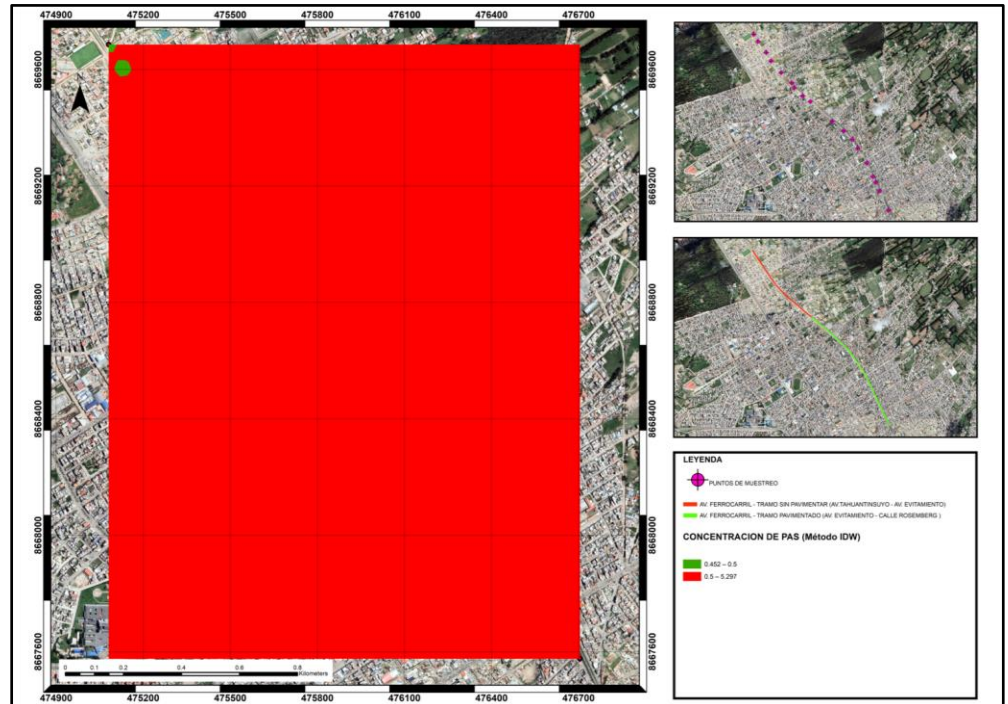 474900 475200 475500 475800 476100 476400 476700
8669600
8669200
8668800
8668400
8668000
8667600
8669600
8669200
8668800
8668400
8668000
8667600
N
0 0.1 0.2 0.4 0.6 0.8
Kilometers
474900 475200 475500 475800 476100 476400 476700
LEYENDA
PUNTOS DE MUESTREO
AV. FERROCARRIL - TRAMO SIN PAVIMENTAR (AV.TAHUANTINSUYO - AV. EVITAMIENTO)
AV. FERROCARRIL - TRAMO PAVIMENTADO (AV. EVITAMIENTO - CALLE ROSEMBERG )
CONCENTRACION DE PAS (Método IDW)
0.452 – 0.5
0.5 – 5.297